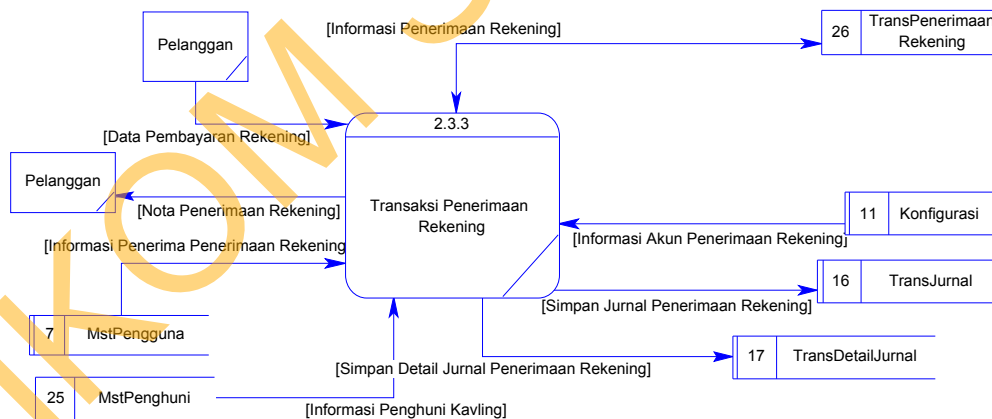 [Informasi Penerimaan Rekening]
26
TransPenerimaan
Rekening
Pelanggan
2.3.3
[Data Pembayaran Rekening]
Pelanggan
[Nota Penerimaan Rekening]
Transaksi Penerimaan
Rekening
11
Konfigurasi
[Informasi Akun Penerimaan Rekening]
[Informasi Penerima Penerimaan Rekening
16
TransJurnal
[Simpan Jurnal Penerimaan Rekening]
7
MstPengguna
17
TransDetailJurnal
[Simpan Detail Jurnal Penerimaan Rekening]
25
MstPenghuni
[Informasi Penghuni Kavling]
IKOM S